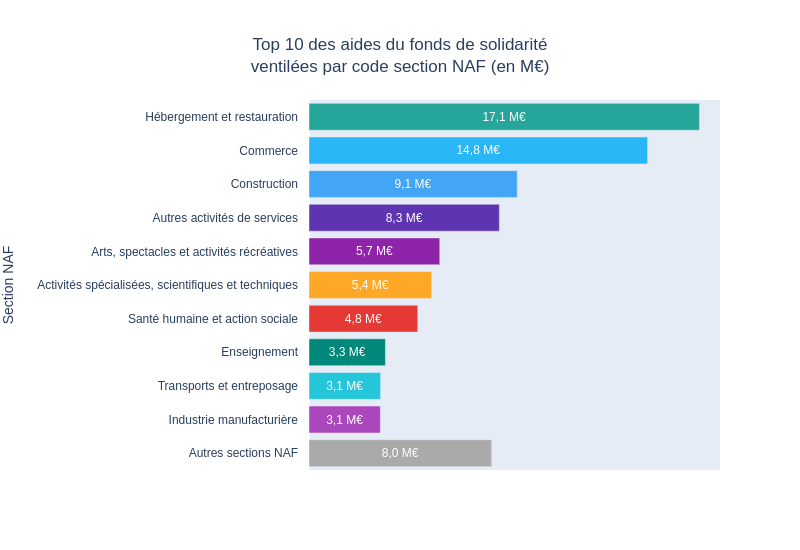 Top 10 des aides du fonds de solidarité
ventilées par code section NAF (en M€)
Section NAF
Hébergement et restauration 17,1 M€
Commerce 14,8 M€
Construction 9,1 M€
Autres activités de services 8,3 M€
Arts, spectacles et activités récréatives 5,7 M€
Activités spécialisées, scientifiques et techniques 5,4 M€
Santé humaine et action sociale 4,8 M€
Enseignement 3,3 M€
Transports et entreposage 3,1 M€
Industrie manufacturière 3,1 M€
Autres sections NAF 8,0 M€